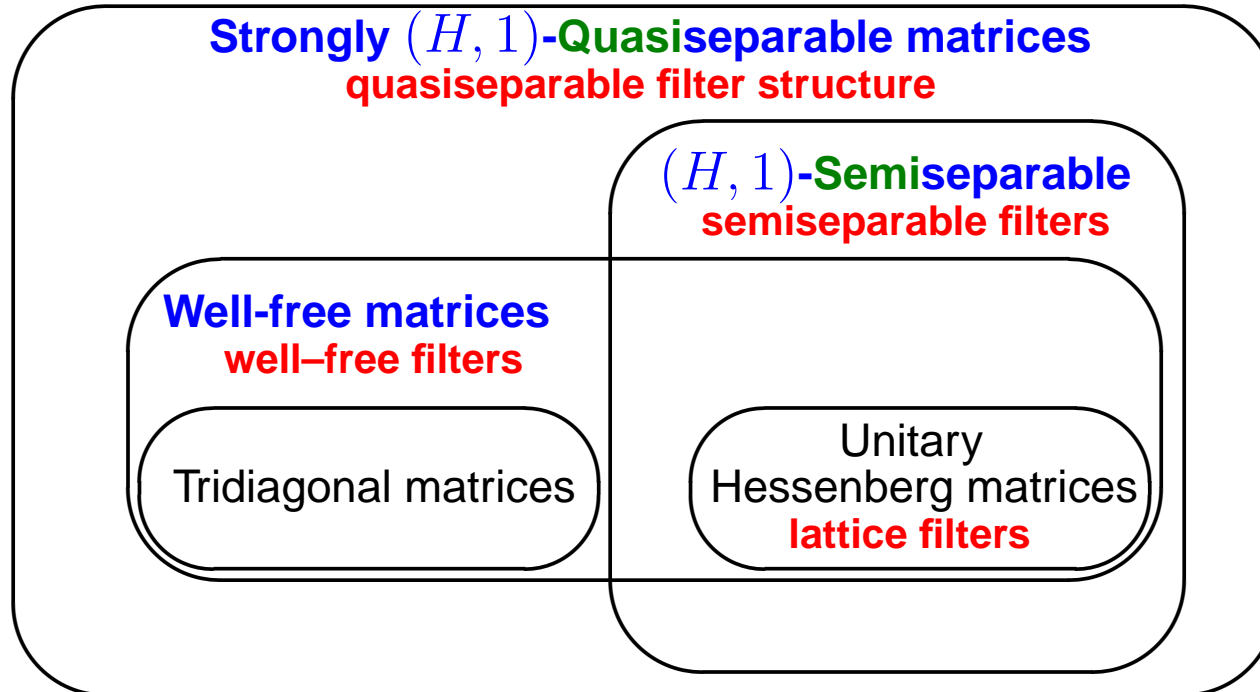 Strongly (H, 1)-Quasiseparable matrices
quasiseparable filter structure
(H, 1)-Semiseparable
semiseparable filters
Well-free matrices
well–free filters
Tridiagonal matrices
Unitary
Hessenberg matrices
lattice filters